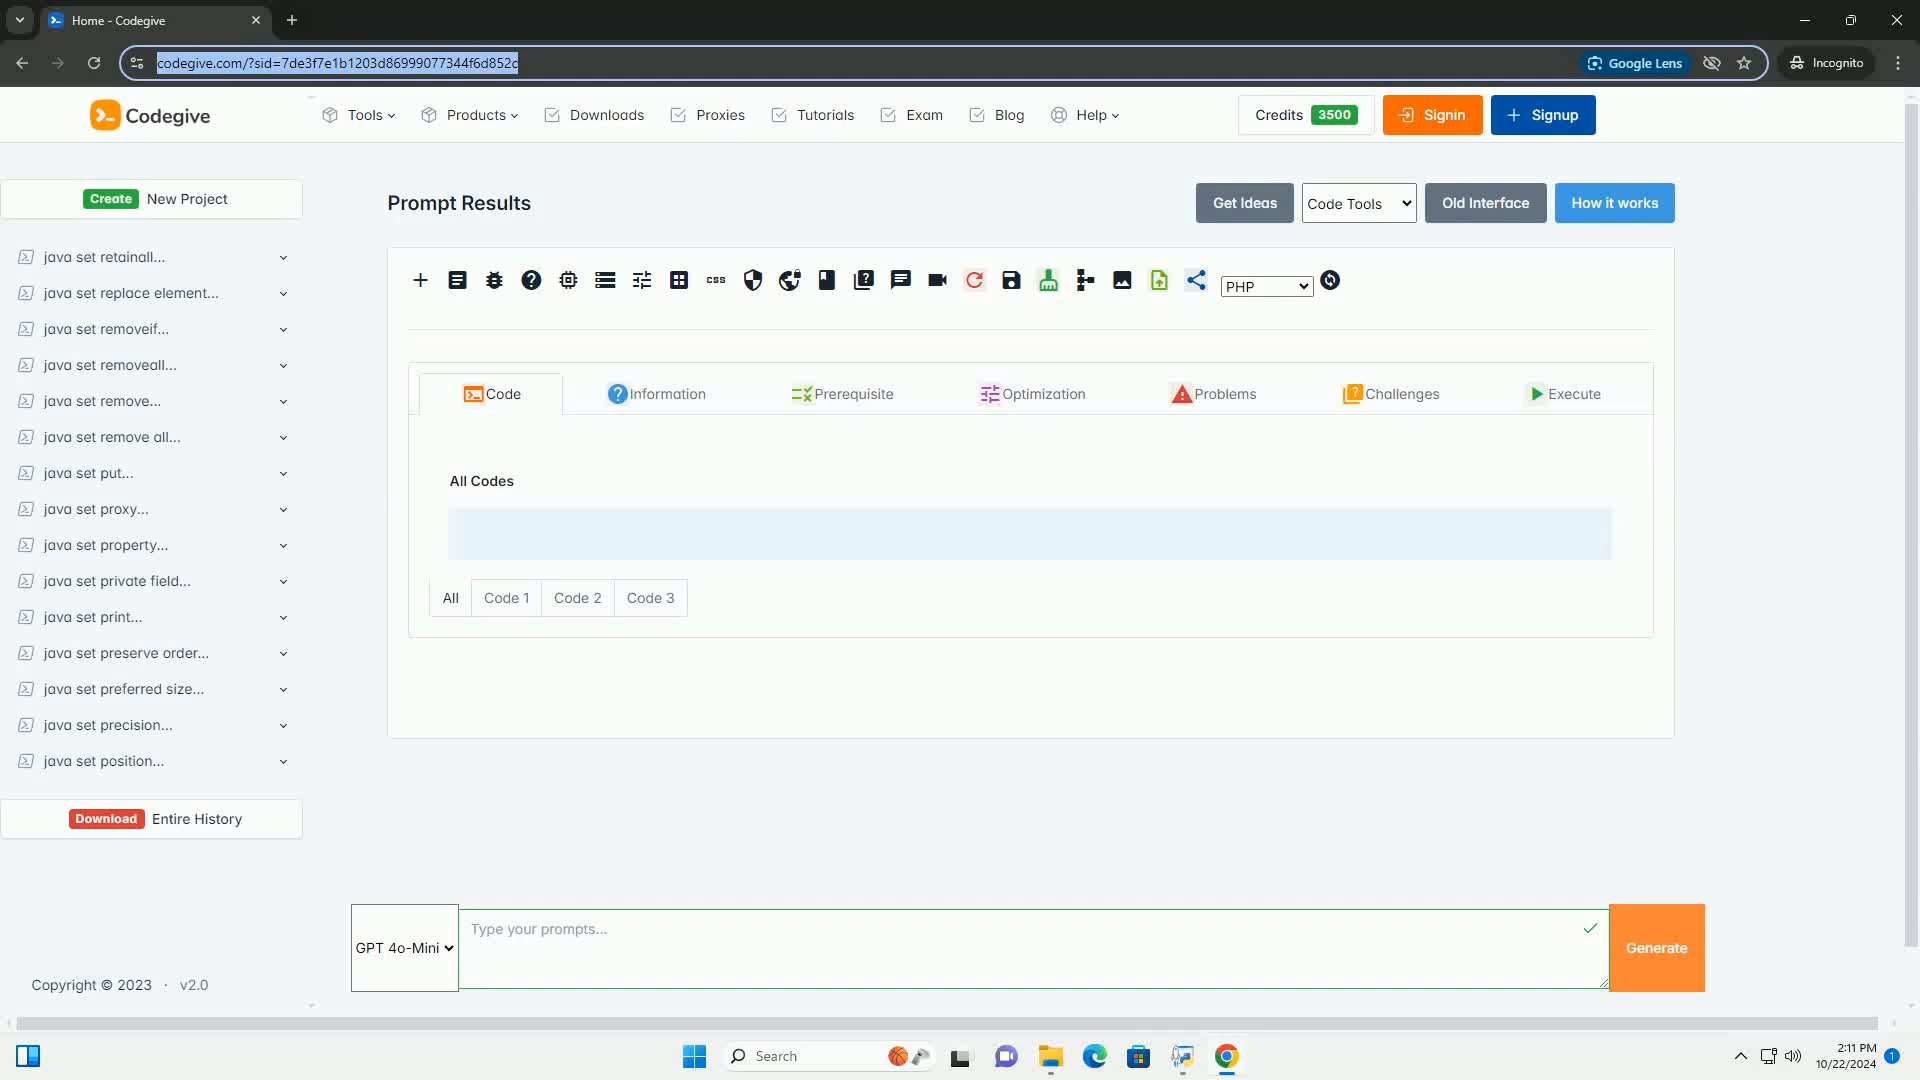 Home - Codegive
codegive.com/?sid=7de3f7e1b1203d86999077344f6d852c
Google Lens
Incognito
Codegive
Tools
Products
Downloads
Proxies
Tutorials
Exam
Blog
Help
Credits 3500
Signin
Signup
Create New Project
Prompt Results
Get Ideas
Code Tools
Old Interface
How it works
java set retainall...
java set replace element...
java set removeif...
java set removeall...
java set remove...
java set remove all...
java set put...
java set proxy...
java set property...
java set private field...
java set print...
java set preserve order...
java set preferred size...
java set precision...
java set position...
Download Entire History
Copyright © 2023 · v2.0
css
PHP
Code
Information
Prerequisite
Optimization
Problems
Challenges
Execute
All Codes
All
Code 1
Code 2
Code 3
GPT 4o-Mini
Type your prompts...
Generate
Search
2:11 PM
10/22/2024
1